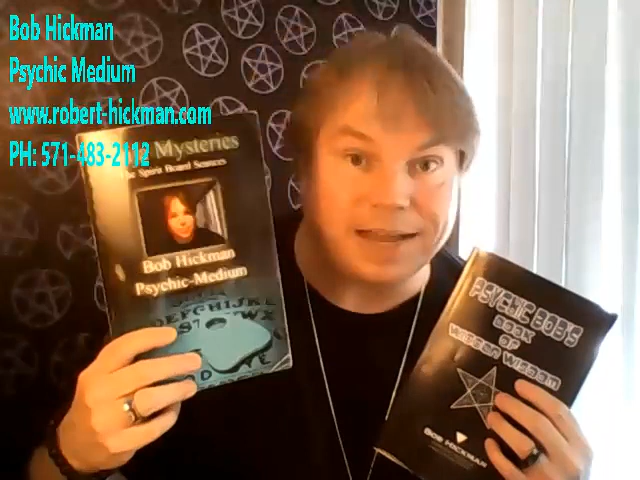 Bob Hickman
Psychic Medium
www.robert-hickman.com
PH: 571-483-2112
Mysteries
Spirit Board Seances
Bob Hickman
Psychic-Medium
PSYCHIC BOB'S
BOOK
OF
WICCAN WISDOM
BOB HICKMAN